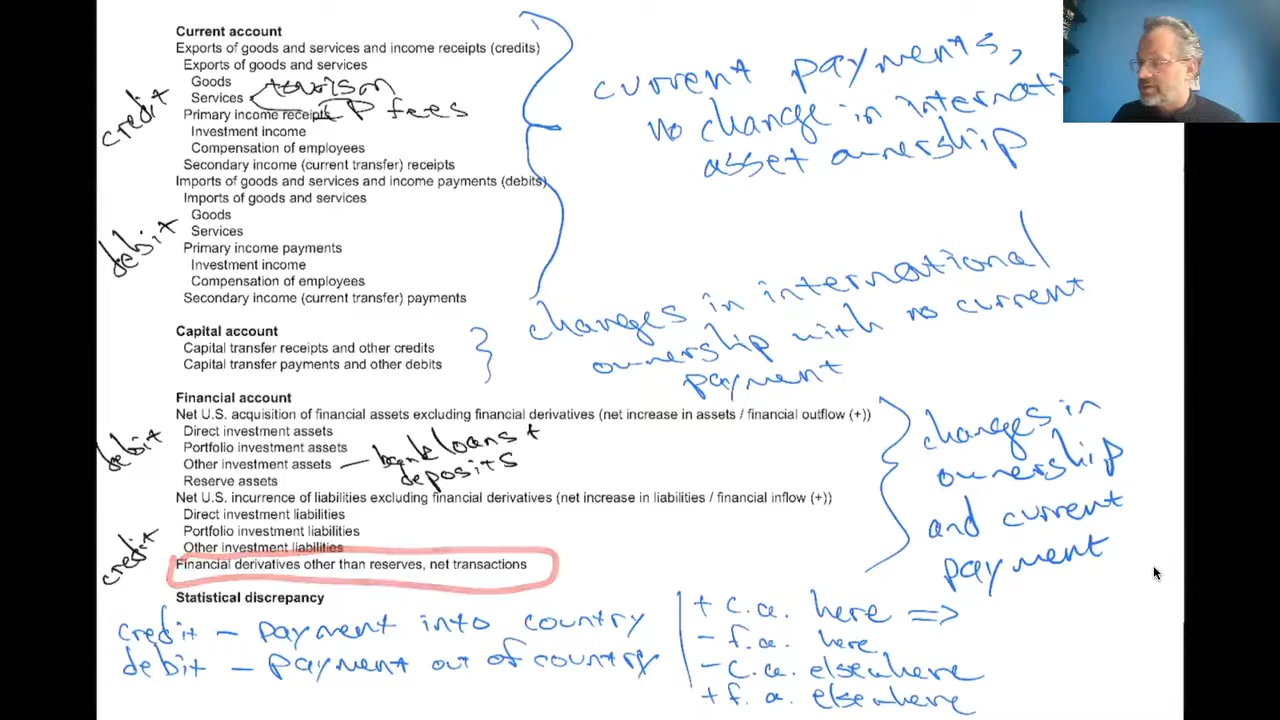 Current account
Exports of goods and services and income receipts (credits)
Exports of goods and services
Goods
tourism
Services
IP fees
Primary income receipts
Investment income
Compensation of employees
Secondary income (current transfer) receipts
credit
Imports of goods and services and income payments (debits)
Imports of goods and services
Goods
Services
Primary income payments
Investment income
Compensation of employees
Secondary income (current transfer) payments
debit
current payments,
no change in internati
asset ownership
Capital account
Capital transfer receipts and other credits
Capital transfer payments and other debits
changes in international
ownership with no current
payment
Financial account
Net U.S. acquisition of financial assets excluding financial derivatives (net increase in assets / financial outflow (+))
Direct investment assets
Portfolio investment assets
Other investment assets
bank loans +
deposits
Reserve assets
debit
Net U.S. incurrence of liabilities excluding financial derivatives (net increase in liabilities / financial inflow (+))
Direct investment liabilities
Portfolio investment liabilities
Other investment liabilities
Financial derivatives other than reserves, net transactions
credit
changes in
ownership
and current
payment
Statistical discrepancy
credit - payment into country
debit - payment out of country
+ c.a. here =>
- f.a. here
- c.a. elsewhere
+ f.a. elsewhere